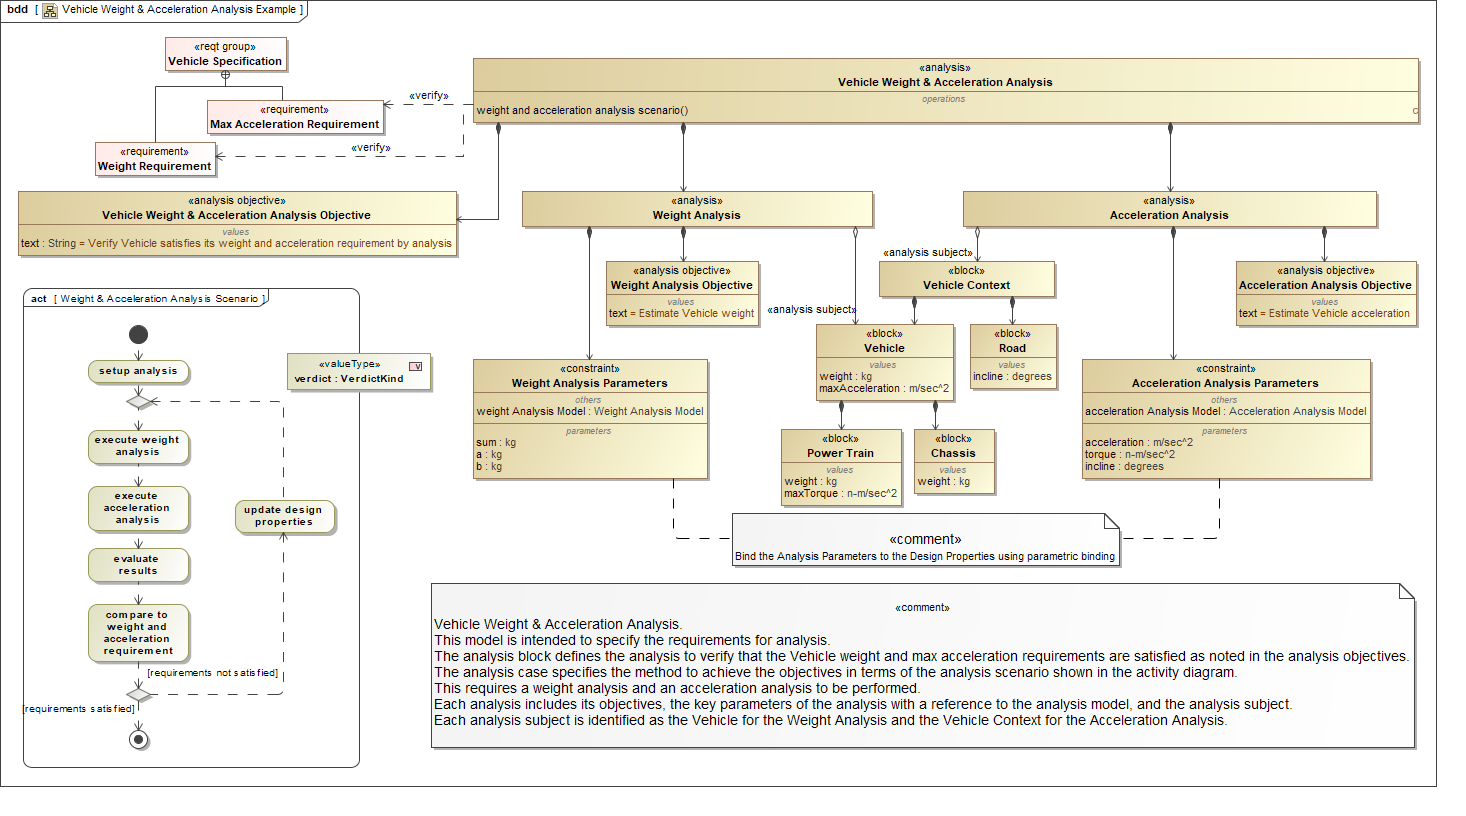 bdd [ Vehicle Weight & Acceleration Analysis Example ]
«reqt group»
Vehicle Specification
«requirement»
Max Acceleration Requirement
«requirement»
Weight Requirement
«verify»
«verify»
«analysis»
Vehicle Weight & Acceleration Analysis
operations
weight and acceleration analysis scenario()
«analysis objective»
Vehicle Weight & Acceleration Analysis Objective
values
text : String = Verify Vehicle satisfies its weight and acceleration requirement by analysis
«analysis»
Weight Analysis
«analysis»
Acceleration Analysis
«analysis objective»
Weight Analysis Objective
values
text = Estimate Vehicle weight
«analysis subject»
«analysis subject»
«block»
Vehicle Context
«analysis objective»
Acceleration Analysis Objective
values
text = Estimate Vehicle acceleration
«block»
Vehicle
values
weight : kg
maxAcceleration : m/sec^2
«block»
Road
values
incline : degrees
«constraint»
Weight Analysis Parameters
others
weight Analysis Model : Weight Analysis Model
parameters
sum : kg
a : kg
b : kg
«block»
Power Train
values
weight : kg
maxTorque : n-m/sec^2
«block»
Chassis
values
weight : kg
«constraint»
Acceleration Analysis Parameters
others
acceleration Analysis Model : Acceleration Analysis Model
parameters
acceleration : m/sec^2
torque : n-m/sec^2
incline : degrees
«comment»
Bind the Analysis Parameters to the Design Properties using parametric binding
act [ Weight & Acceleration Analysis Scenario ]
setup analysis
«valueType»
verdict : VerdictKind
V
execute weight
analysis
execute
acceleration
analysis
update design
properties
evaluate
results
compare to
weight and
acceleration
requirement
[requirements not satisfied]
[requirements satisfied]
«comment»
Vehicle Weight & Acceleration Analysis.
This model is intended to specify the requirements for analysis.
The analysis block defines the analysis to verify that the Vehicle weight and max acceleration requirements are satisfied as noted in the analysis objectives.
The analysis case specifies the method to achieve the objectives in terms of the analysis scenario shown in the activity diagram.
This requires a weight analysis and an acceleration analysis to be performed.
Each analysis includes its objectives, the key parameters of the analysis with a reference to the analysis model, and the analysis subject.
Each analysis subject is identified as the Vehicle for the Weight Analysis and the Vehicle Context for the Acceleration Analysis.